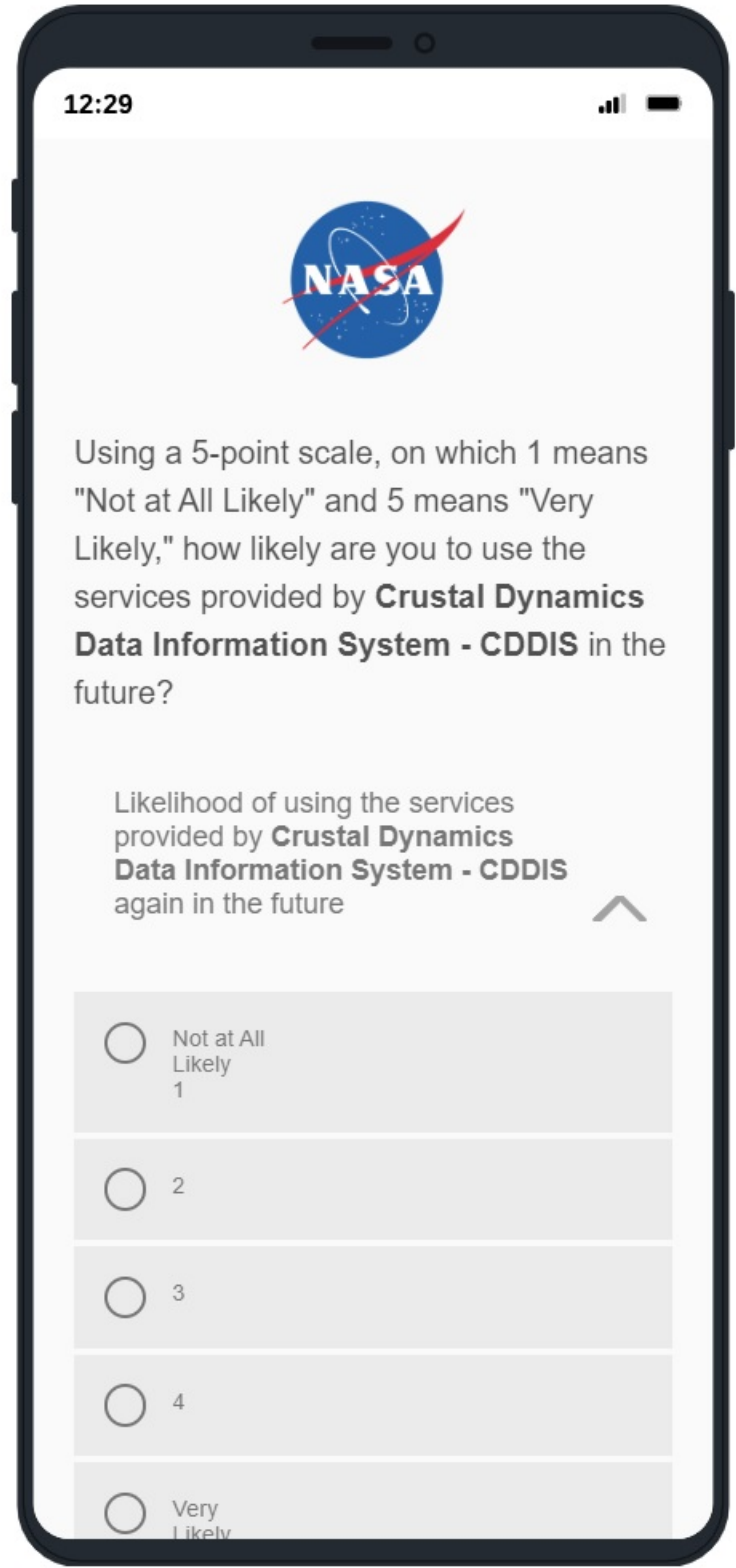 12:29
NASA
Using a 5-point scale, on which 1 means
"Not at All Likely" and 5 means "Very
Likely," how likely are you to use the
services provided by Crustal Dynamics
Data Information System - CDDIS in the
future?
Likelihood of using the services
provided by Crustal Dynamics
Data Information System - CDDIS
again in the future
Not at All
Likely
1
2
3
4
Very
Likely